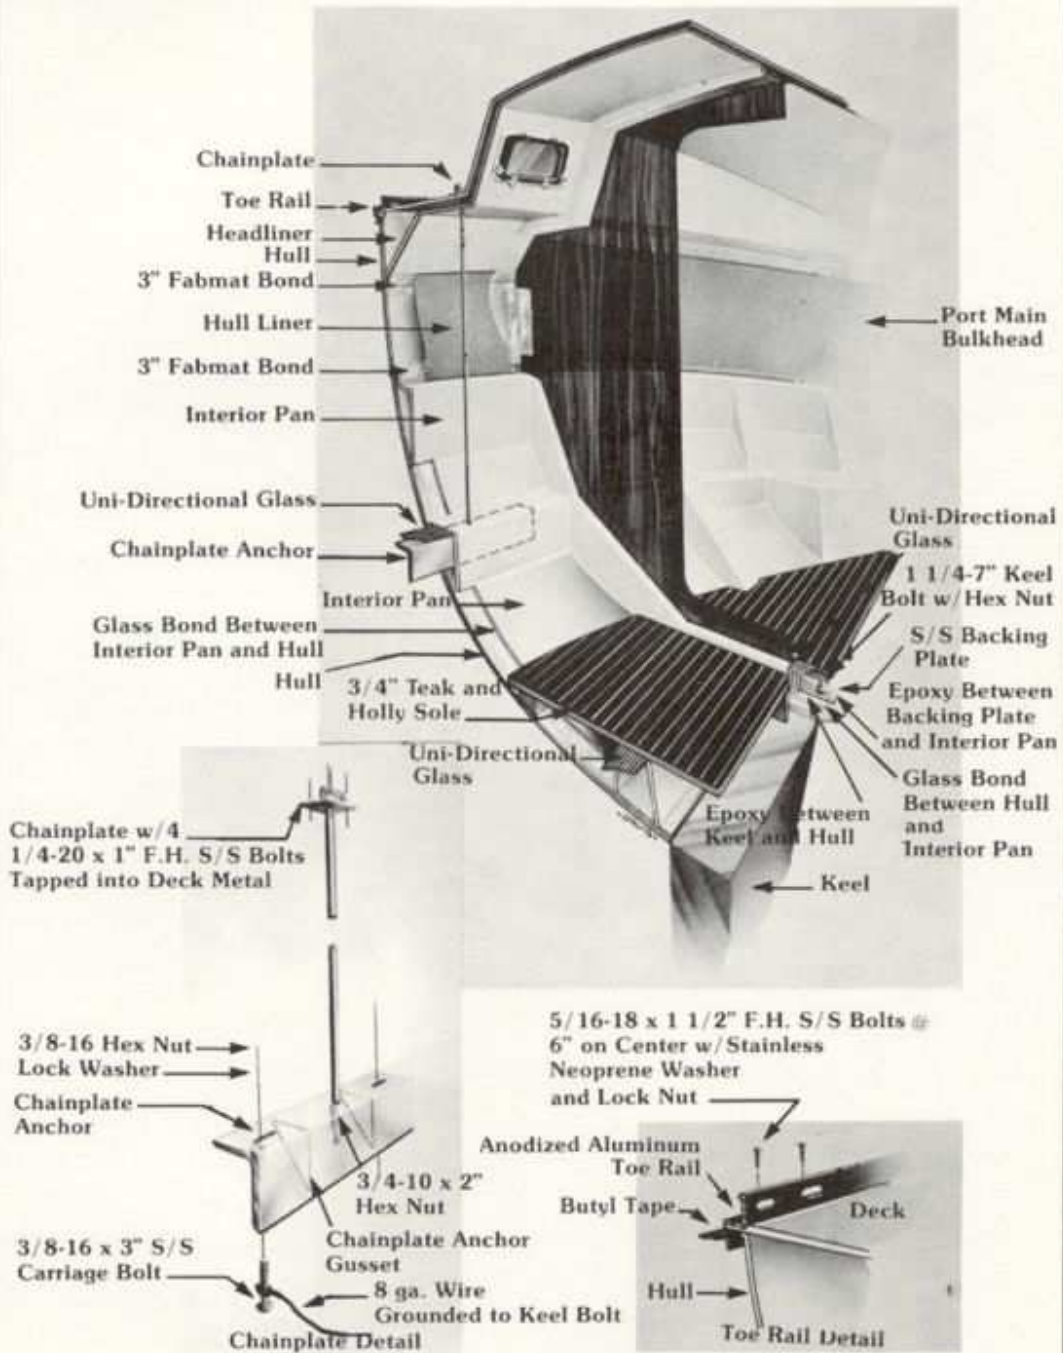 Chainplate
Toe Rail
Headliner
Hull
3" Fabmat Bond
Hull Liner
3" Fabmat Bond
Interior Pan
Uni-Directional Glass
Chainplate Anchor
Interior Pan
Glass Bond Between
Interior Pan and Hull
Hull
3/4" Teak and
Holly Sole
Uni-Directional
Glass
Port Main
Bulkhead
Uni-Directional
Glass
1 1/4-7" Keel
Bolt w/Hex Nut
S/S Backing
Plate
Epoxy Between
Backing Plate
and Interior Pan
Glass Bond
Between Hull
and
Interior Pan
Epoxy Between
Keel and Hull
Keel
Chainplate w/4
1/4-20 x 1" F.H. S/S Bolts
Tapped into Deck Metal
3/8-16 Hex Nut
Lock Washer
Chainplate
Anchor
3/4-10 x 2"
Hex Nut
Chainplate Anchor
Gusset
3/8-16 x 3" S/S
Carriage Bolt
8 ga. Wire
Grounded to Keel Bolt
Chainplate Detail
5/16-18 x 1 1/2" F.H. S/S Bolts @
6" on Center w/Stainless
Neoprene Washer
and Lock Nut
Anodized Aluminum
Toe Rail
Butyl Tape
Deck
Hull
Toe Rail Detail